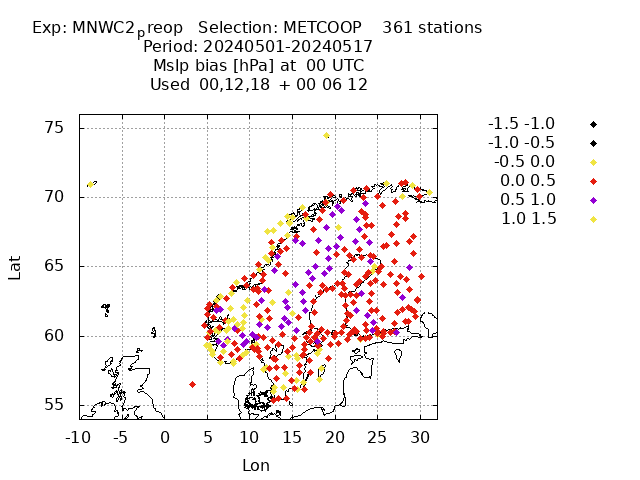 Exp: MNWC2preop   Selection: METCOOP    361 stations
Period: 20240501-20240517
Mslp bias [hPa] at  00 UTC
Used  00,12,18  + 00 06 12
-1.5 -1.0
-1.0 -0.5
-0.5 0.0
0.0 0.5
0.5 1.0
1.0 1.5
75
70
65
60
55
Lat
-10 -5 0 5 10 15 20 25 30
Lon